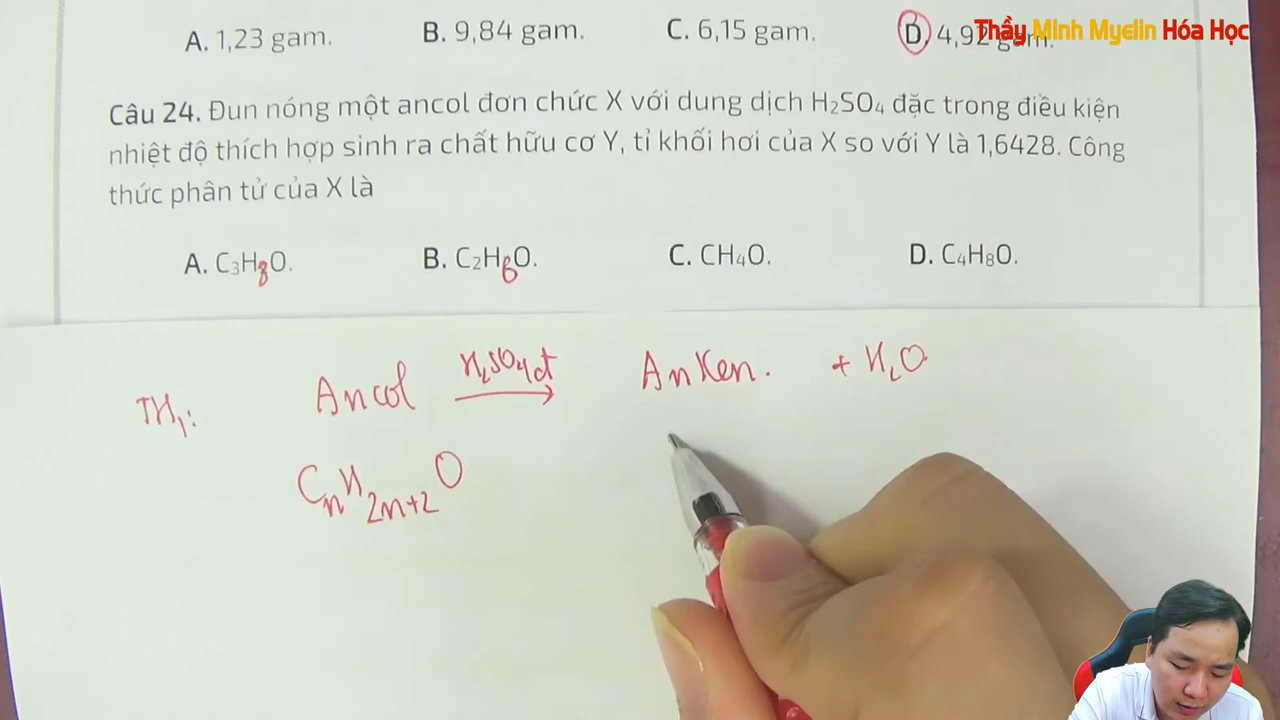 A. 1,23 gam. B. 9,84 gam. C. 6,15 gam. D. 4,92 gam.
Thầy Minh Myelin Hóa Học
Câu 24. Đun nóng một ancol đơn chức X với dung dịch H₂SO₄ đặc trong điều kiện
nhiệt độ thích hợp sinh ra chất hữu cơ Y, tỉ khối hơi của X so với Y là 1,6428. Công
thức phân tử của X là
A. C₃H₈O. B. C₂H₆O. C. CH₄O. D. C₄H₈O.
TH₁: Ancol H₂SO₄đ Anken. + H₂O
CₙH₂ₙ₊₂O